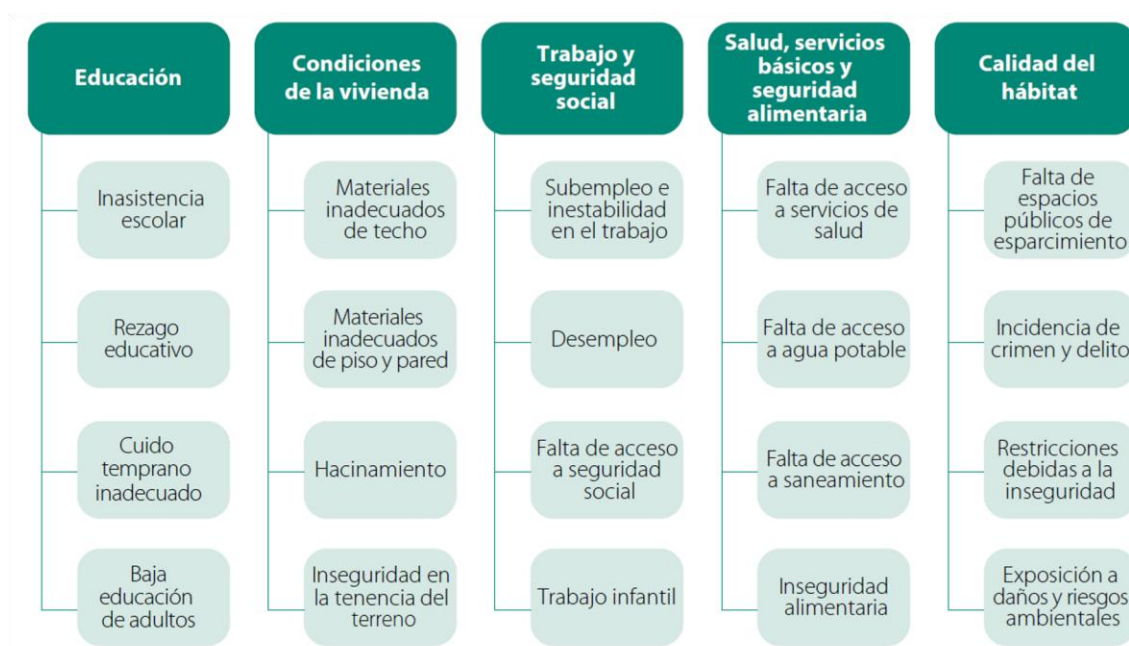 Educación
Inasistencia
escolar
Rezago
educativo
Cuido
temprano
inadecuado
Baja
educación
de adultos
Condiciones
de la vivienda
Materiales
inadecuados
de techo
Materiales
inadecuados
de piso y pared
Hacinamiento
Inseguridad en
la tenencia del
terreno
Trabajo y
seguridad
social
Subempleo e
inestabilidad
en el trabajo
Desempleo
Falta de acceso
a seguridad
social
Trabajo infantil
Salud, servicios
básicos y
seguridad
alimentaria
Falta de acceso
a servicios de
salud
Falta de acceso
a agua potable
Falta de acceso
a saneamiento
Inseguridad
alimentaria
Calidad del
hábitat
Falta de
espacios
públicos de
esparcimiento
Incidencia de
crimen y delito
Restricciones
debidas a la
inseguridad
Exposición a
daños y riesgos
ambientales